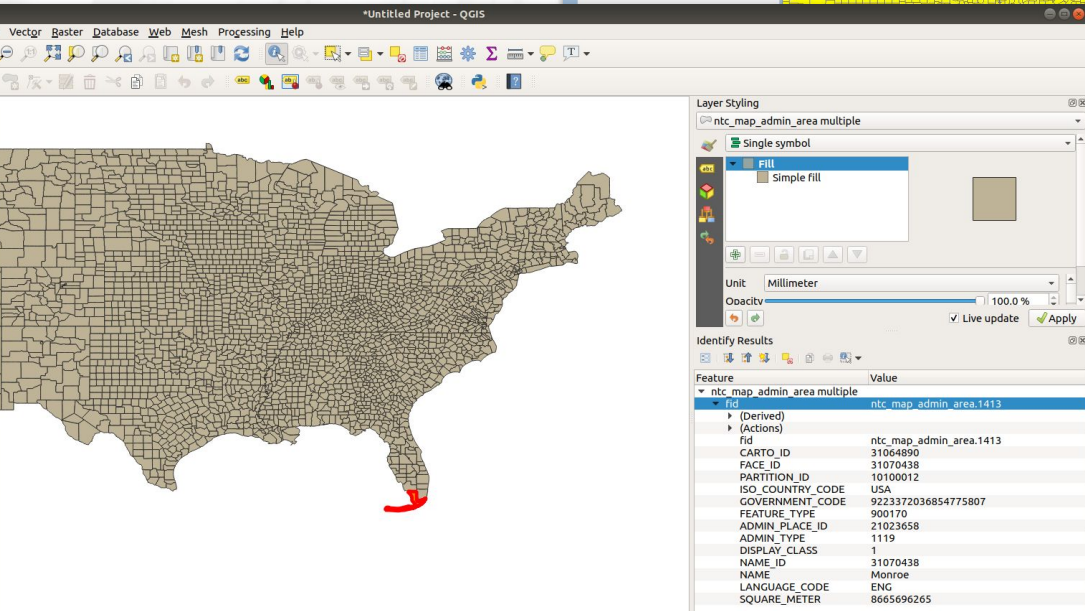 *Untitled Project - QGIS
Vector Raster Database Web Mesh Processing Help
Layer Styling
ntc_map_admin_area multiple
Single symbol
Fill
Simple fill
Unit Millimeter
Opacity 100.0 %
Live update Apply
Identify Results
Feature Value
ntc_map_admin_area multiple
fid ntc_map_admin_area.1413
(Derived)
(Actions)
fid ntc_map_admin_area.1413
CARTO_ID 31064890
FACE_ID 31070438
PARTITION_ID 10100012
ISO_COUNTRY_CODE USA
GOVERNMENT_CODE 9223372036854775807
FEATURE_TYPE 900170
ADMIN_PLACE_ID 21023658
ADMIN_TYPE 1119
DISPLAY_CLASS 1
NAME_ID 31070438
NAME Monroe
LANGUAGE_CODE ENG
SQUARE_METER 8665696265